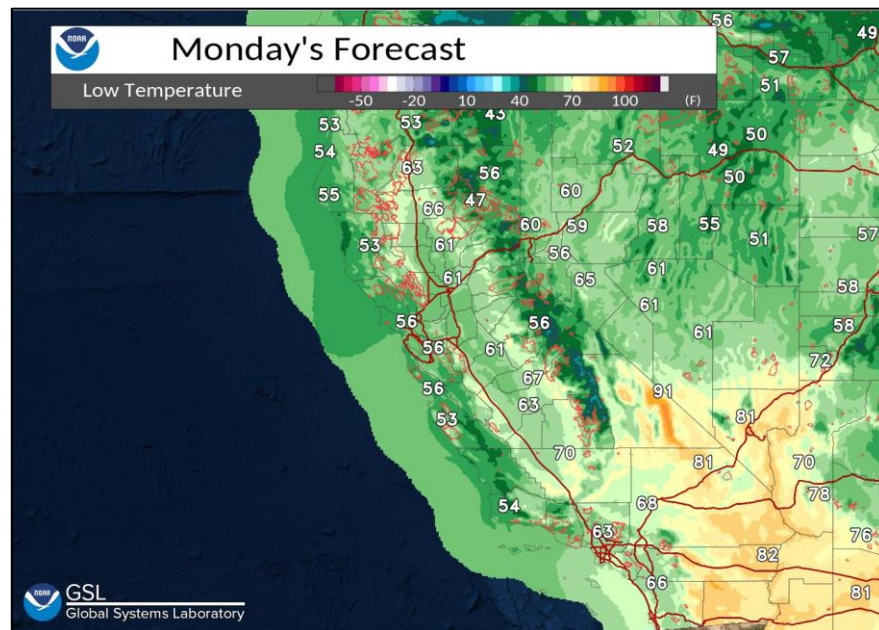 NOAA
Monday's Forecast
Low Temperature
-50 -20 10 40 70 100 (F)
56
49
57
51
53 53 43
54 52 49 50
63 56 50
55 66 47 60
60 59 58 55 51 57
53 61 56
61 65 61 58
61
56 56 61 58
56 61 72
56 67 91
53 63 81
70 81 70
54 68 78
63 76
82
66 81
NOAA
GSL
Global Systems Laboratory